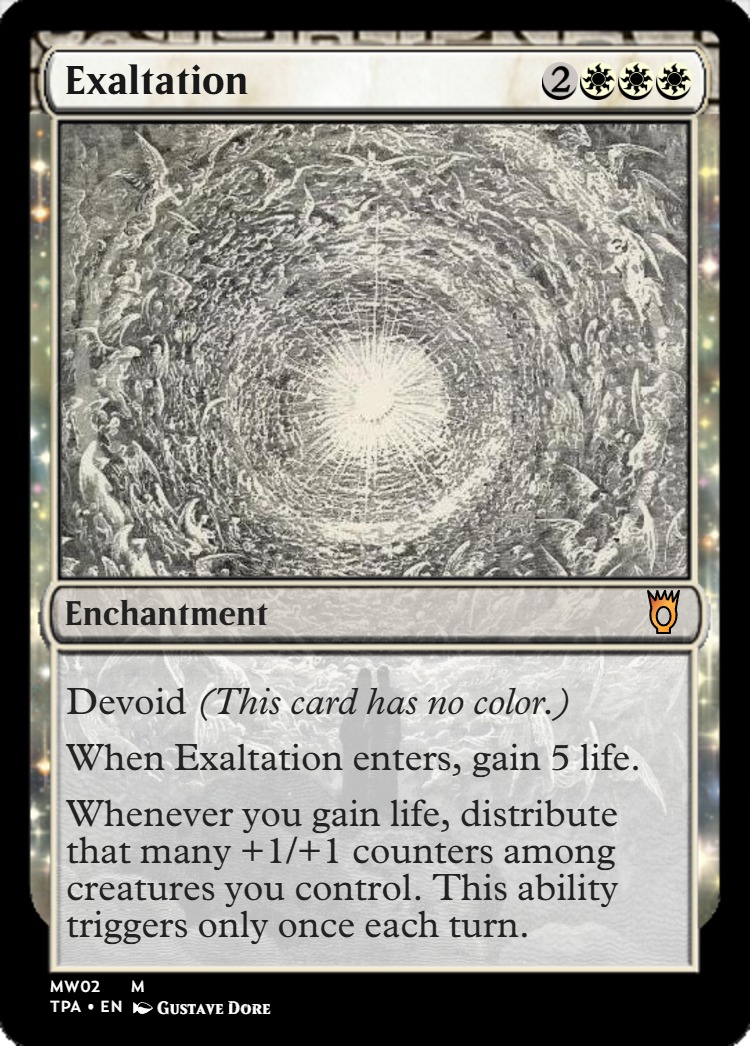 Exaltation 2
Enchantment
Devoid (This card has no color.)
When Exaltation enters, gain 5 life.
Whenever you gain life, distribute
that many +1/+1 counters among
creatures you control. This ability
triggers only once each turn.
MW02 M
TPA • EN Gustave Dore